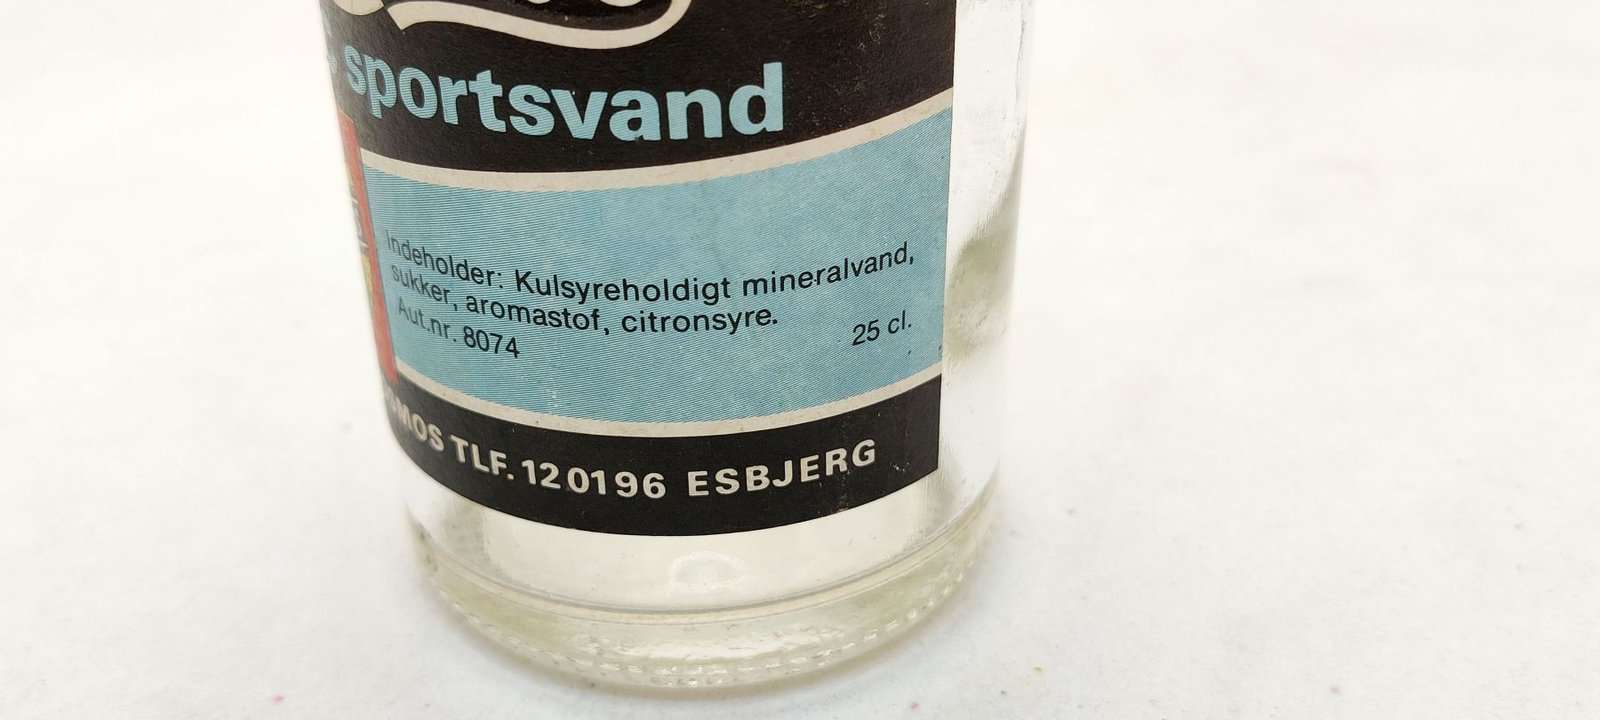 sportsvand
Indeholder: Kulsyreholdigt mineralvand,
sukker, aromastof, citronsyre.
Aut.nr. 8074
25 cl.
TLF. 120196 ESBJERG